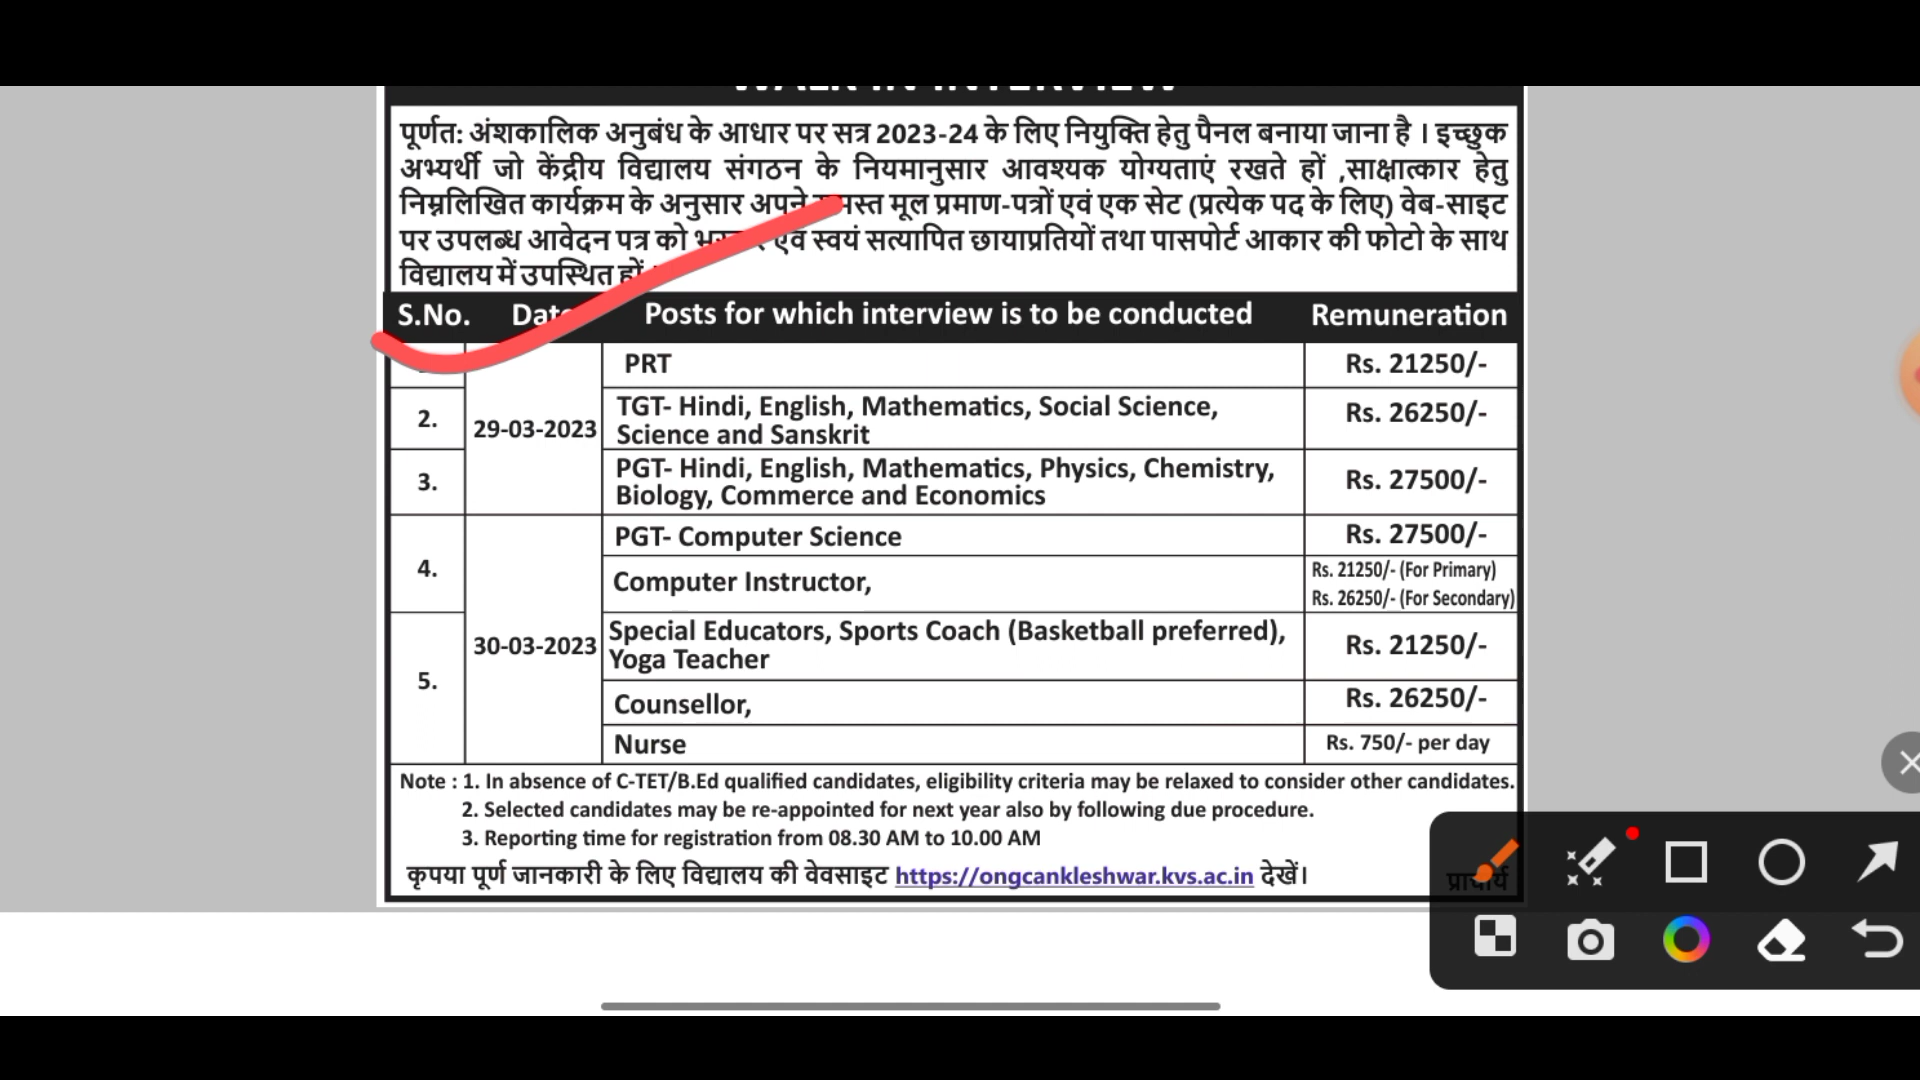 WALK IN INTERVIEW
पूर्णत: अंशकालिक अनुबंध के आधार पर सत्र 2023-24 के लिए नियुक्ति हेतु पैनल बनाया जाना है । इच्छुक
अभ्यर्थी जो केंद्रीय विद्यालय संगठन के नियमानुसार आवश्यक योग्यताएं रखते हों ,साक्षात्कार हेतु
निम्नलिखित कार्यक्रम के अनुसार अपने मूल प्रमाण-पत्रों एवं एक सेट (प्रत्येक पद के लिए) वेब-साइट
पर उपलब्ध आवेदन पत्र को एवं स्वयं सत्यापित छायाप्रतियों तथा पासपोर्ट आकार की फोटो के साथ
विद्यालय में उपस्थित हों
S.No. Date Posts for which interview is to be conducted Remuneration
PRT Rs. 21250/-
2. 29-03-2023 TGT- Hindi, English, Mathematics, Social Science, Rs. 26250/-
Science and Sanskrit
3. PGT- Hindi, English, Mathematics, Physics, Chemistry, Rs. 27500/-
Biology, Commerce and Economics
4. PGT- Computer Science Rs. 27500/-
Computer Instructor, Rs. 21250/- (For Primary)
Rs. 26250/- (For Secondary)
5. 30-03-2023 Special Educators, Sports Coach (Basketball preferred), Rs. 21250/-
Yoga Teacher
Counsellor, Rs. 26250/-
Nurse Rs. 750/- per day
Note : 1. In absence of C-TET/B.Ed qualified candidates, eligibility criteria may be relaxed to consider other candidates.
2. Selected candidates may be re-appointed for next year also by following due procedure.
3. Reporting time for registration from 08.30 AM to 10.00 AM
कृपया पूर्ण जानकारी के लिए विद्यालय की वेवसाइट https://ongcankleshwar.kvs.ac.in देखें।
प्राचार्य